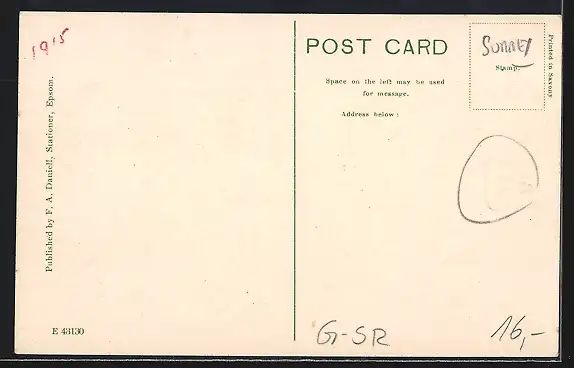 1915
Published by F. A. Daniell, Stationer, Epsom.
E 43130
POST CARD
Space on the left may be used
for message.
Address below:
SURREY
Stamp.
Printed in Saxony
G-SR
16,-